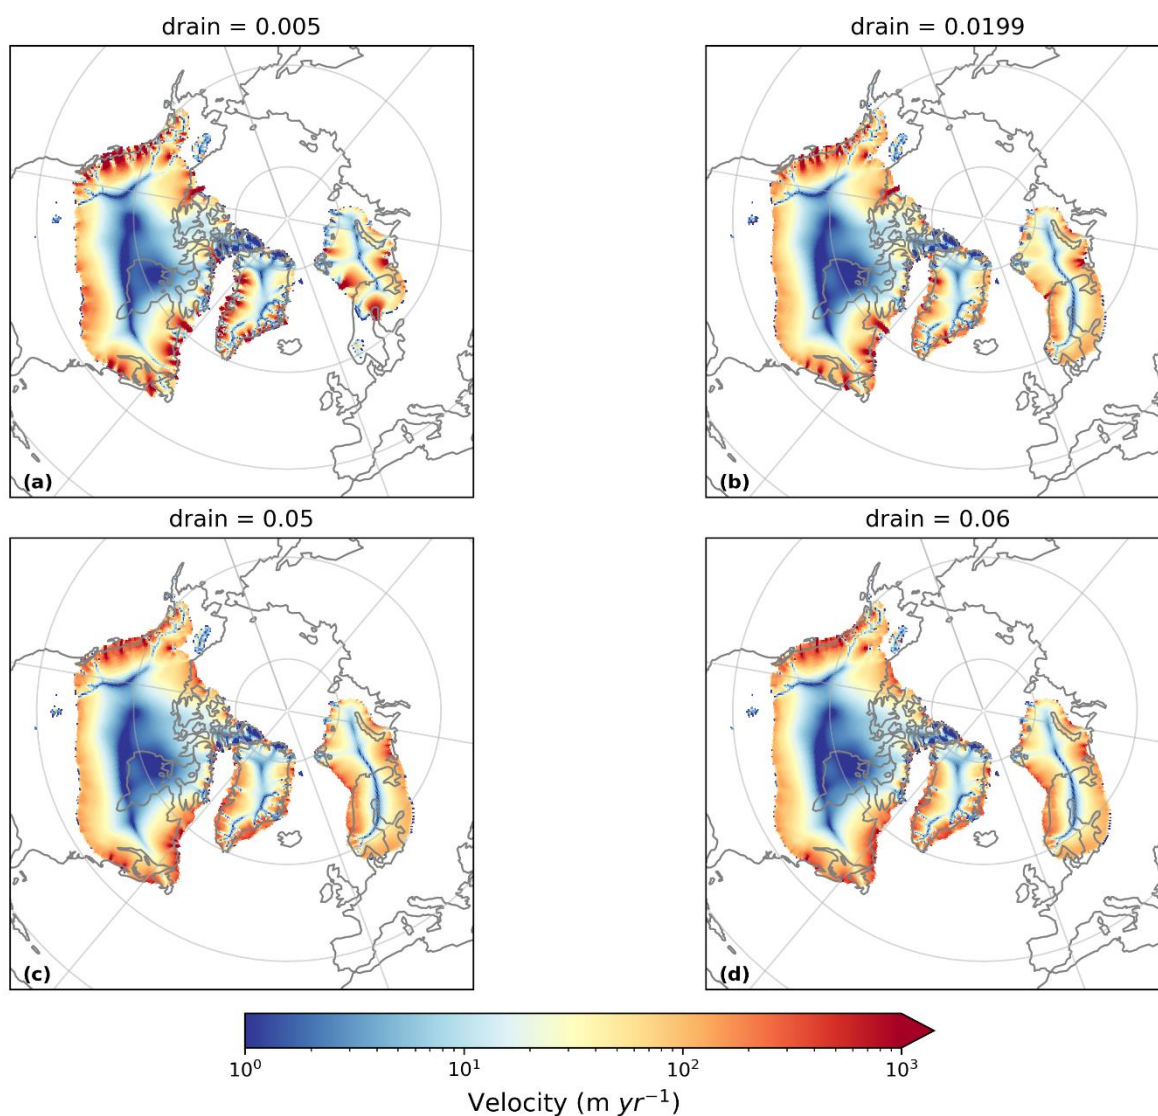 drain = 0.005
drain = 0.0199
(a)
(b)
drain = 0.05
drain = 0.06
(c)
(d)
10⁰
10¹
10²
10³
Velocity (m yr⁻¹)